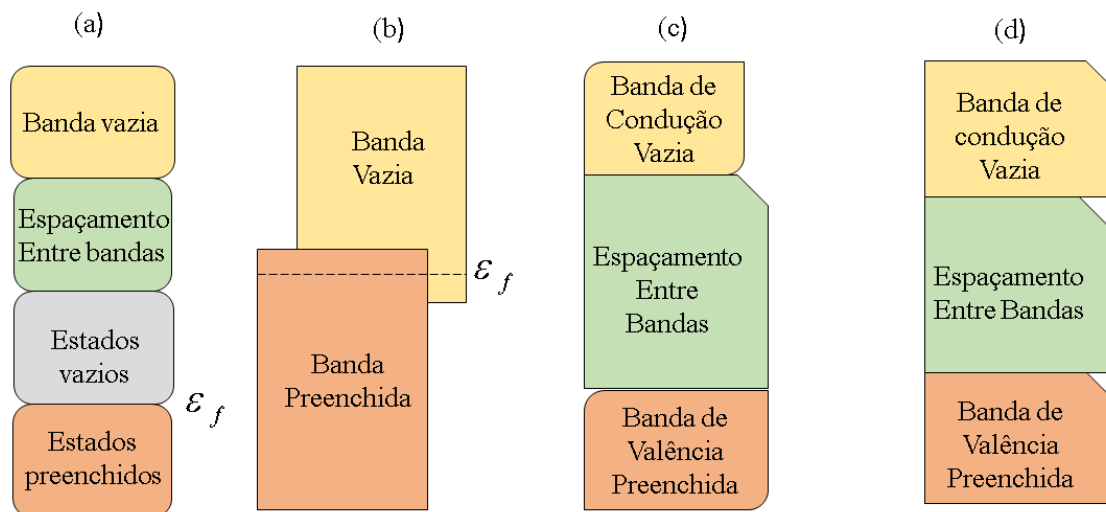 (a)
Banda vazia
Espaçamento
Entre bandas
Estados
vazios
ε f
Estados
preenchidos
(b)
Banda
Vazia
ε f
Banda
Preenchida
(c)
Banda de
Condução
Vazia
Espaçamento
Entre
Bandas
Banda de
Valência
Preenchida
(d)
Banda de
condução
Vazia
Espaçamento
Entre Bandas
Banda de
Valência
Preenchida